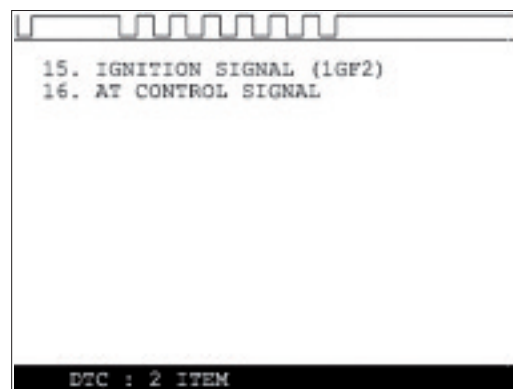 15. IGNITION SIGNAL (1GF2)
16. AT CONTROL SIGNAL
DTC : 2 ITEM